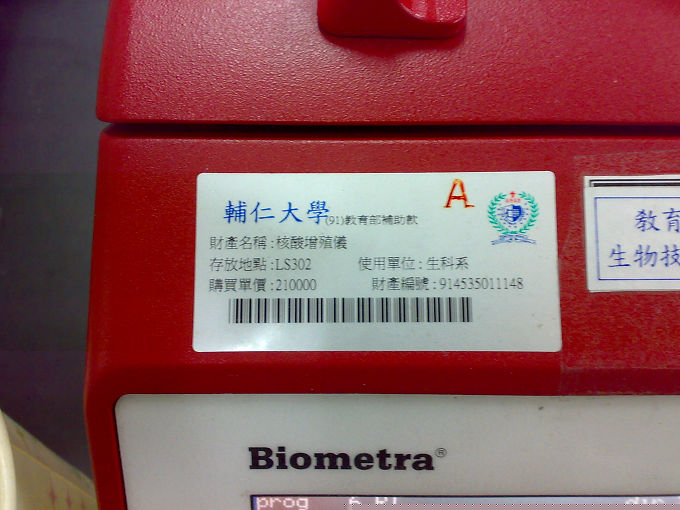 輔仁大學(91)教育部補助款
A
財產名稱:核酸增殖儀
存放地點:LS302 使用單位:生科系
購買單價:210000 財產編號:914535011148
教育
生物技
Biometra®
prog